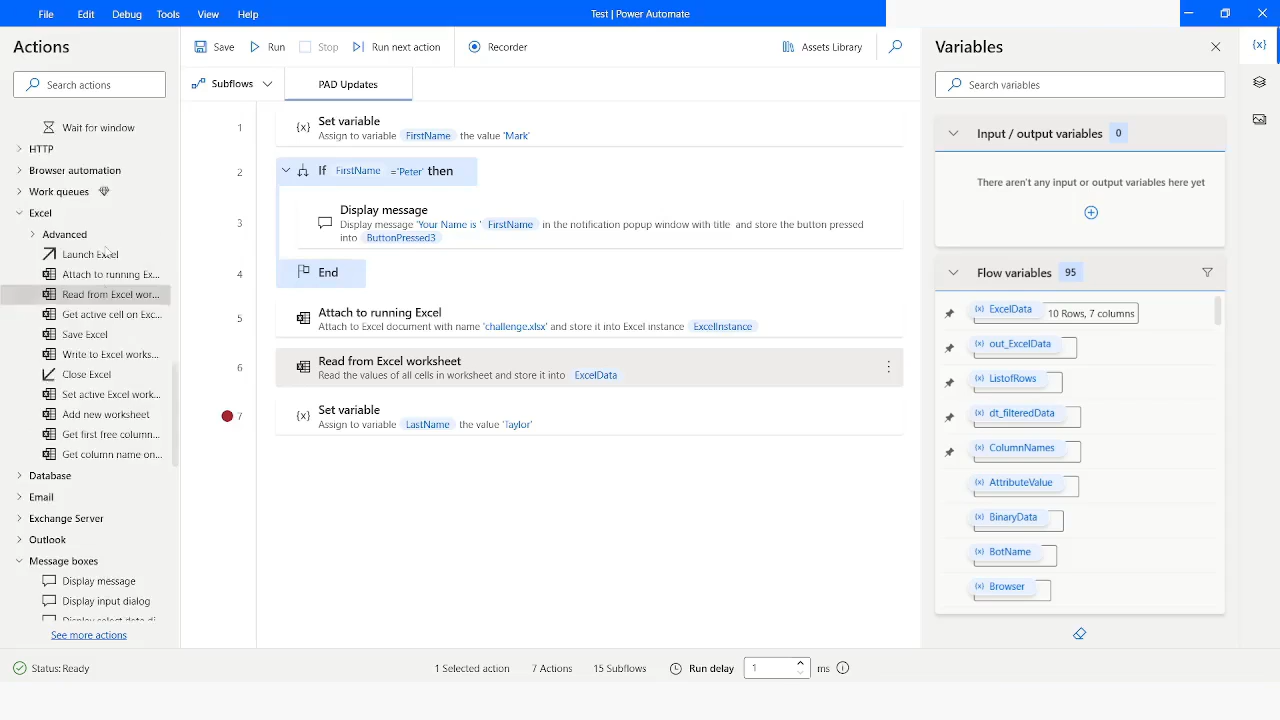 File Edit Debug Tools View Help
Test | Power Automate
Actions
Search actions
Wait for window
HTTP
Browser automation
Work queues
Excel
Advanced
Launch Excel
Attach to running Ex...
Read from Excel wor...
Get active cell on Exc...
Save Excel
Write to Excel works...
Close Excel
Set active Excel work...
Add new worksheet
Get first free column...
Get column name on...
Database
Email
Exchange Server
Outlook
Message boxes
Display message
Display input dialog
Display select data di
See more actions
Save Run Stop Run next action Recorder Assets Library
Subflows PAD Updates
1 {x} Set variable
Assign to variable FirstName the value 'Mark'
2 If FirstName ='Peter' then
3 Display message
Display message 'Your Name is ' FirstName in the notification popup window with title and store the button pressed
into ButtonPressed3
4 End
5 Attach to running Excel
Attach to Excel document with name 'challenge.xlsx' and store it into Excel instance ExcelInstance
6 Read from Excel worksheet
Read the values of all cells in worksheet and store it into ExcelData
7 {x} Set variable
Assign to variable LastName the value 'Taylor'
Variables
{x}
Search variables
Input / output variables 0
There aren't any input or output variables here yet
Flow variables 95
(x) ExcelData 10 Rows, 7 columns
(x) out_ExcelData
(x) ListofRows
(x) dt_filteredData
(x) ColumnNames
(x) AttributeValue
(x) BinaryData
(x) BotName
(x) Browser
Status: Ready 1 Selected action 7 Actions 15 Subflows Run delay 1 ms